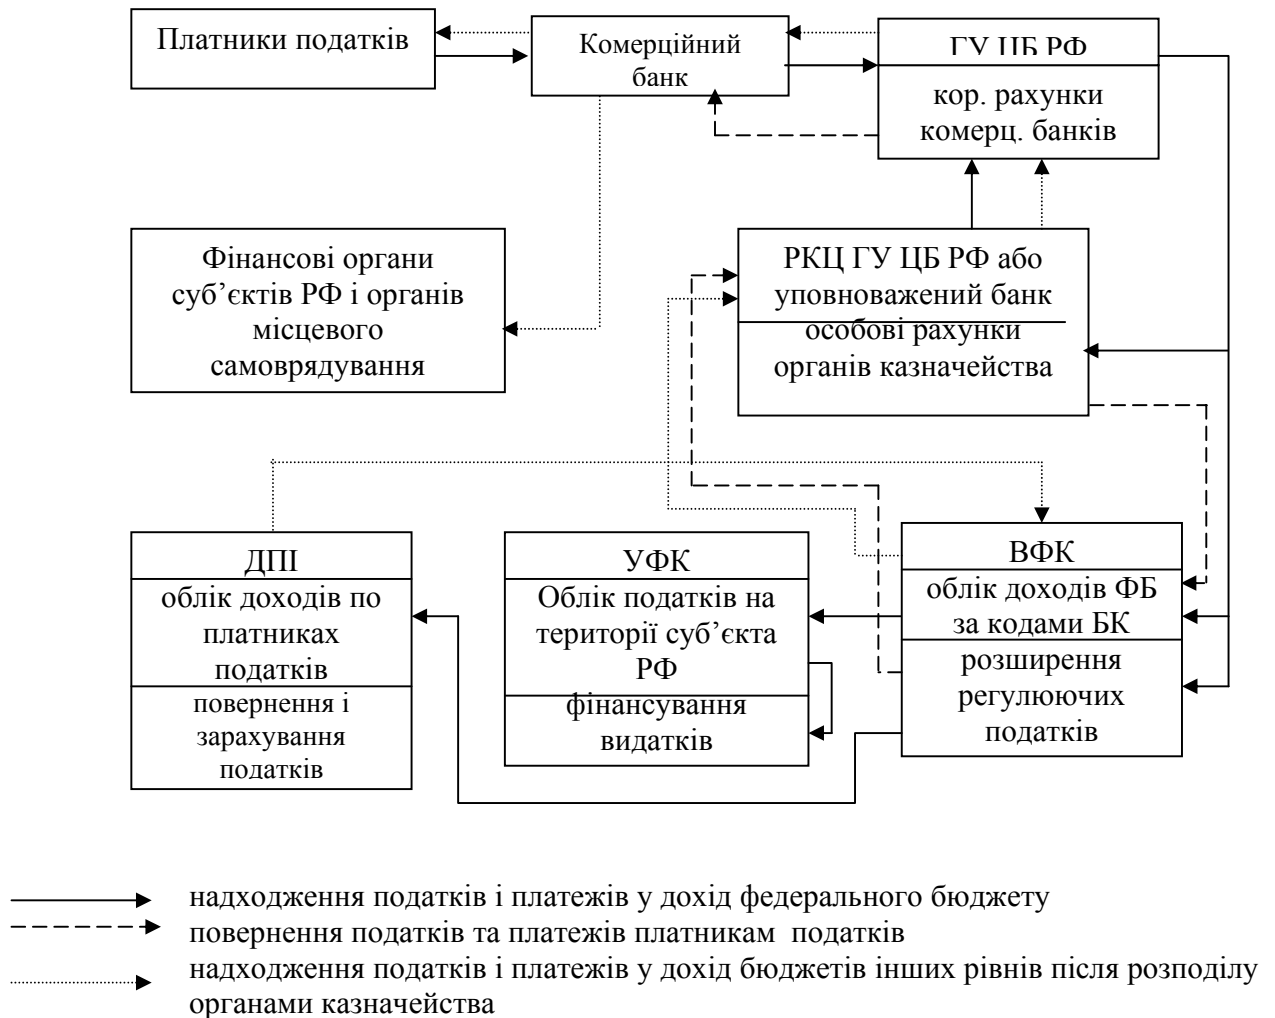 Платники податків
Комерційний
банк
ГУ ЦБ РФ
кор. рахунки
комерц. банків
Фінансові органи
суб’єктів РФ і органів
місцевого
самоврядування
РКЦ ГУ ЦБ РФ або
уповноважений банк
особові рахунки
органів казначейства
ДПІ
облік доходів по
платниках
податків
повернення і
зарахування
податків
УФК
Облік податків на
території суб’єкта
РФ
фінансування
видатків
ВФК
облік доходів ФБ
за кодами БК
розширення
регулюючих
податків
надходження податків і платежів у дохід федерального бюджету
повернення податків та платежів платникам податків
надходження податків і платежів у дохід бюджетів інших рівнів після розподілу
органами казначейства